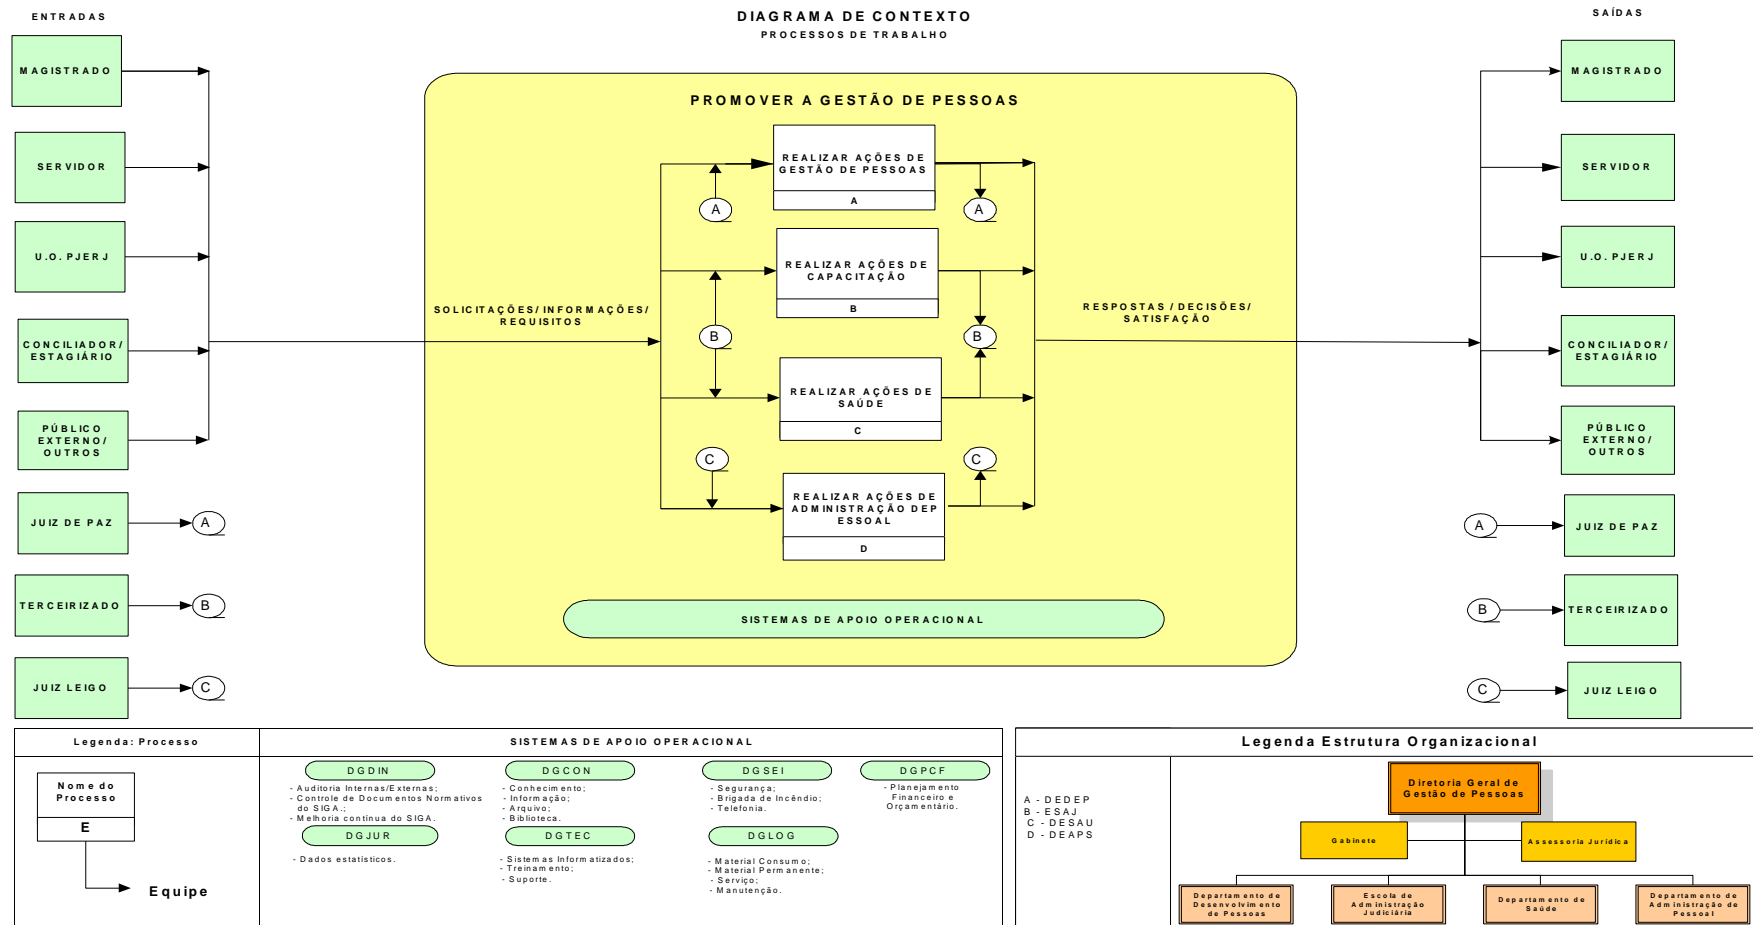 ENTRADAS
DIAGRAMA DE CONTEXTO
PROCESSOS DE TRABALHO
SAÍDAS
MAGISTRADO
SERVIDOR
U.O. PJERJ
CONCILIADOR/
ESTAGIÁRIO
PÚBLICO
EXTERNO/
OUTROS
JUIZ DE PAZ
A
TERCEIRIZADO
B
JUIZ LEIGO
C
PROMOVER A GESTÃO DE PESSOAS
SOLICITAÇÕES/INFORMAÇÕES/
REQUISITOS
REALIZAR AÇÕES DE
GESTÃO DE PESSOAS
A
A
A
REALIZAR AÇÕES DE
CAPACITAÇÃO
B
B
B
REALIZAR AÇÕES DE
SAÚDE
C
C
C
REALIZAR AÇÕES DE
ADMINISTRAÇÃO DEP
ESSOAL
D
RESPOSTAS / DECISÕES/
SATISFAÇÃO
SISTEMAS DE APOIO OPERACIONAL
MAGISTRADO
SERVIDOR
U.O. PJERJ
CONCILIADOR/
ESTAGIÁRIO
PÚBLICO
EXTERNO/
OUTROS
A
JUIZ DE PAZ
B
TERCEIRIZADO
C
JUIZ LEIGO
Legenda: Processo
Nome do
Processo
E
Equipe
SISTEMAS DE APOIO OPERACIONAL
DGDIN
- Auditoria Internas/Externas;
- Controle de Documentos Normativos
do SIGA.;
- Melhoria contínua do SIGA.
DGCON
- Conhecimento;
- Informação;
- Arquivo;
- Biblioteca.
DGSEI
- Segurança;
- Brigada de Incêndio;
- Telefonia.
DGPCF
- Planejamento
Financeiro e
Orçamentário.
DGJUR
- Dados estatísticos.
DGTEC
- Sistemas Informatizados;
- Treinamento;
- Suporte.
DGLOG
- Material Consumo;
- Material Permanente;
- Serviço;
- Manutenção.
Legenda Estrutura Organizacional
A - DEDEP
B - ESAJ
C - DESAU
D - DEAPS
Diretoria Geral de
Gestão de Pessoas
Gabinete
Assessoria Jurídica
Departamento de
Desenvolvimento
de Pessoas
Escola de
Administração
Judiciária
Departamento de
Saúde
Departamento de
Administração de
Pessoal